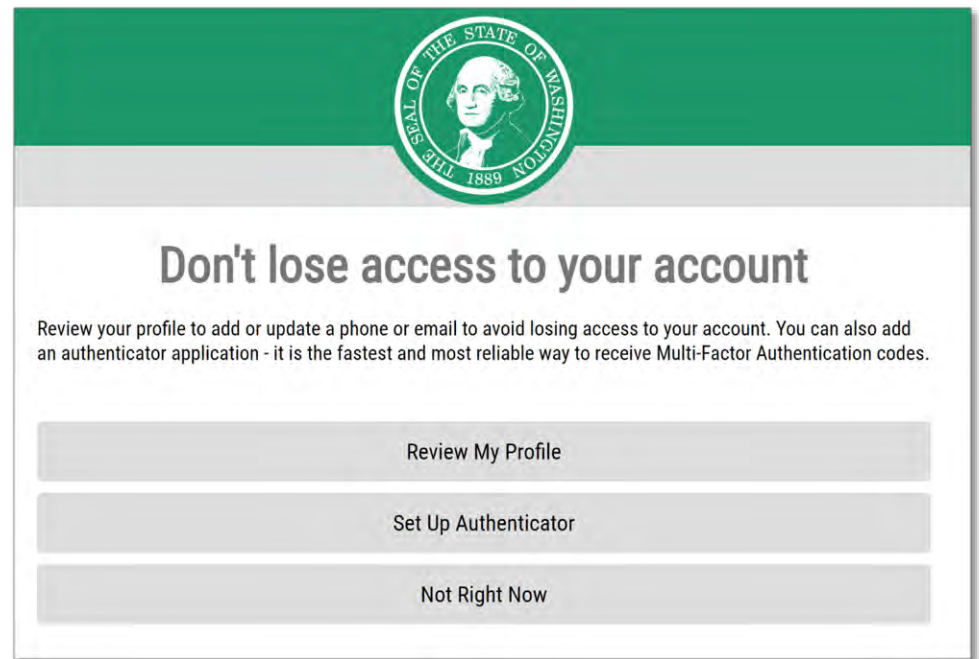 THE SEAL OF THE STATE OF WASHINGTON
1889
Don't lose access to your account
Review your profile to add or update a phone or email to avoid losing access to your account. You can also add
an authenticator application - it is the fastest and most reliable way to receive Multi-Factor Authentication codes.
Review My Profile
Set Up Authenticator
Not Right Now